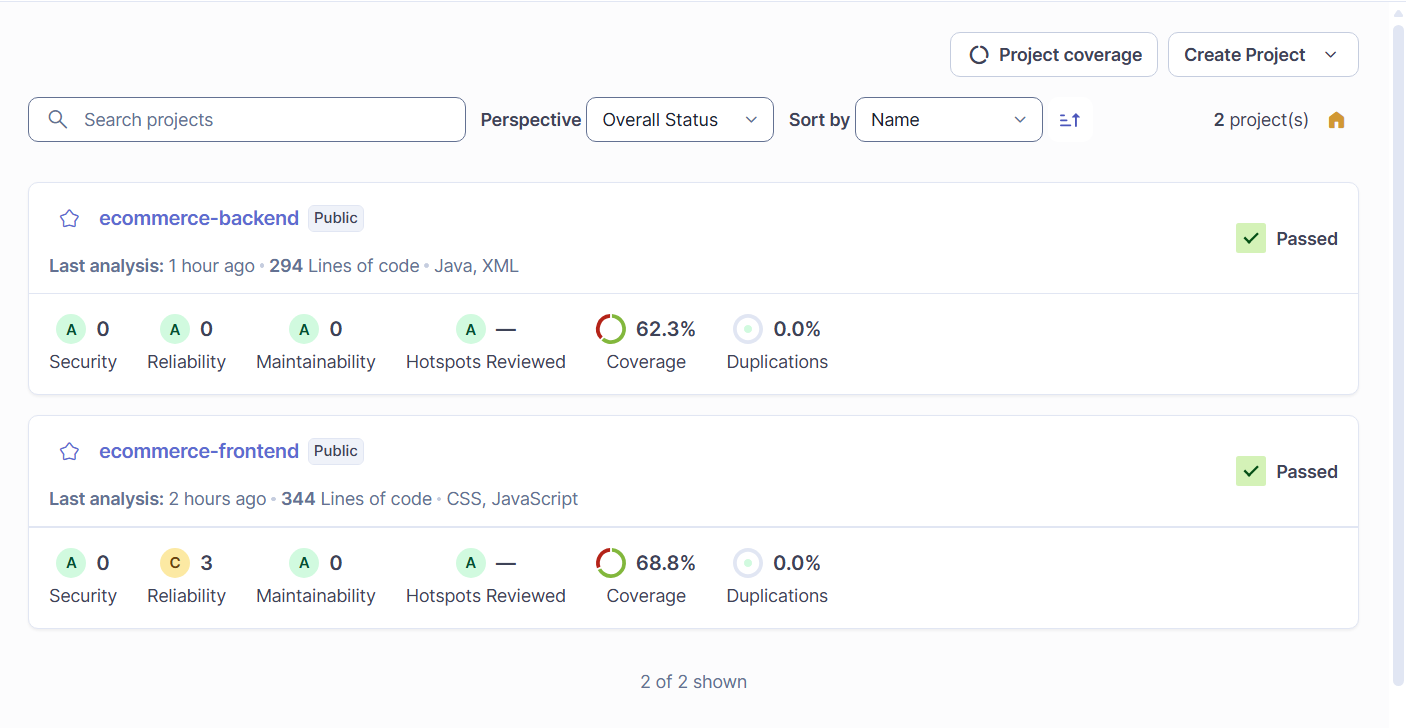 Project coverage Create Project
Search projects Perspective Overall Status Sort by Name 2 project(s)
ecommerce-backend Public
Passed
Last analysis: 1 hour ago • 294 Lines of code • Java, XML
A 0 A 0 A 0 A — 62.3% 0.0%
Security Reliability Maintainability Hotspots Reviewed Coverage Duplications
ecommerce-frontend Public
Passed
Last analysis: 2 hours ago • 344 Lines of code • CSS, JavaScript
A 0 C 3 A 0 A — 68.8% 0.0%
Security Reliability Maintainability Hotspots Reviewed Coverage Duplications
2 of 2 shown